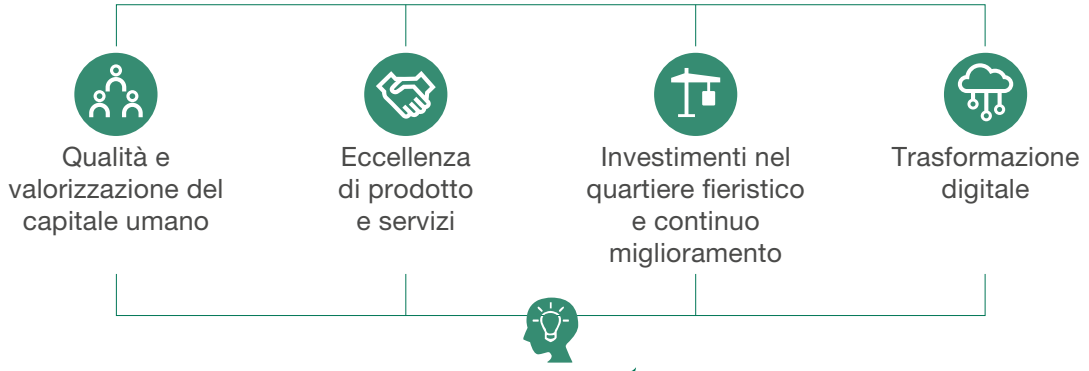 Qualità e
valorizzazione del
capitale umano
Eccellenza
di prodotto
e servizi
Investimenti nel
quartiere fieristico
e continuo
miglioramento
Trasformazione
digitale